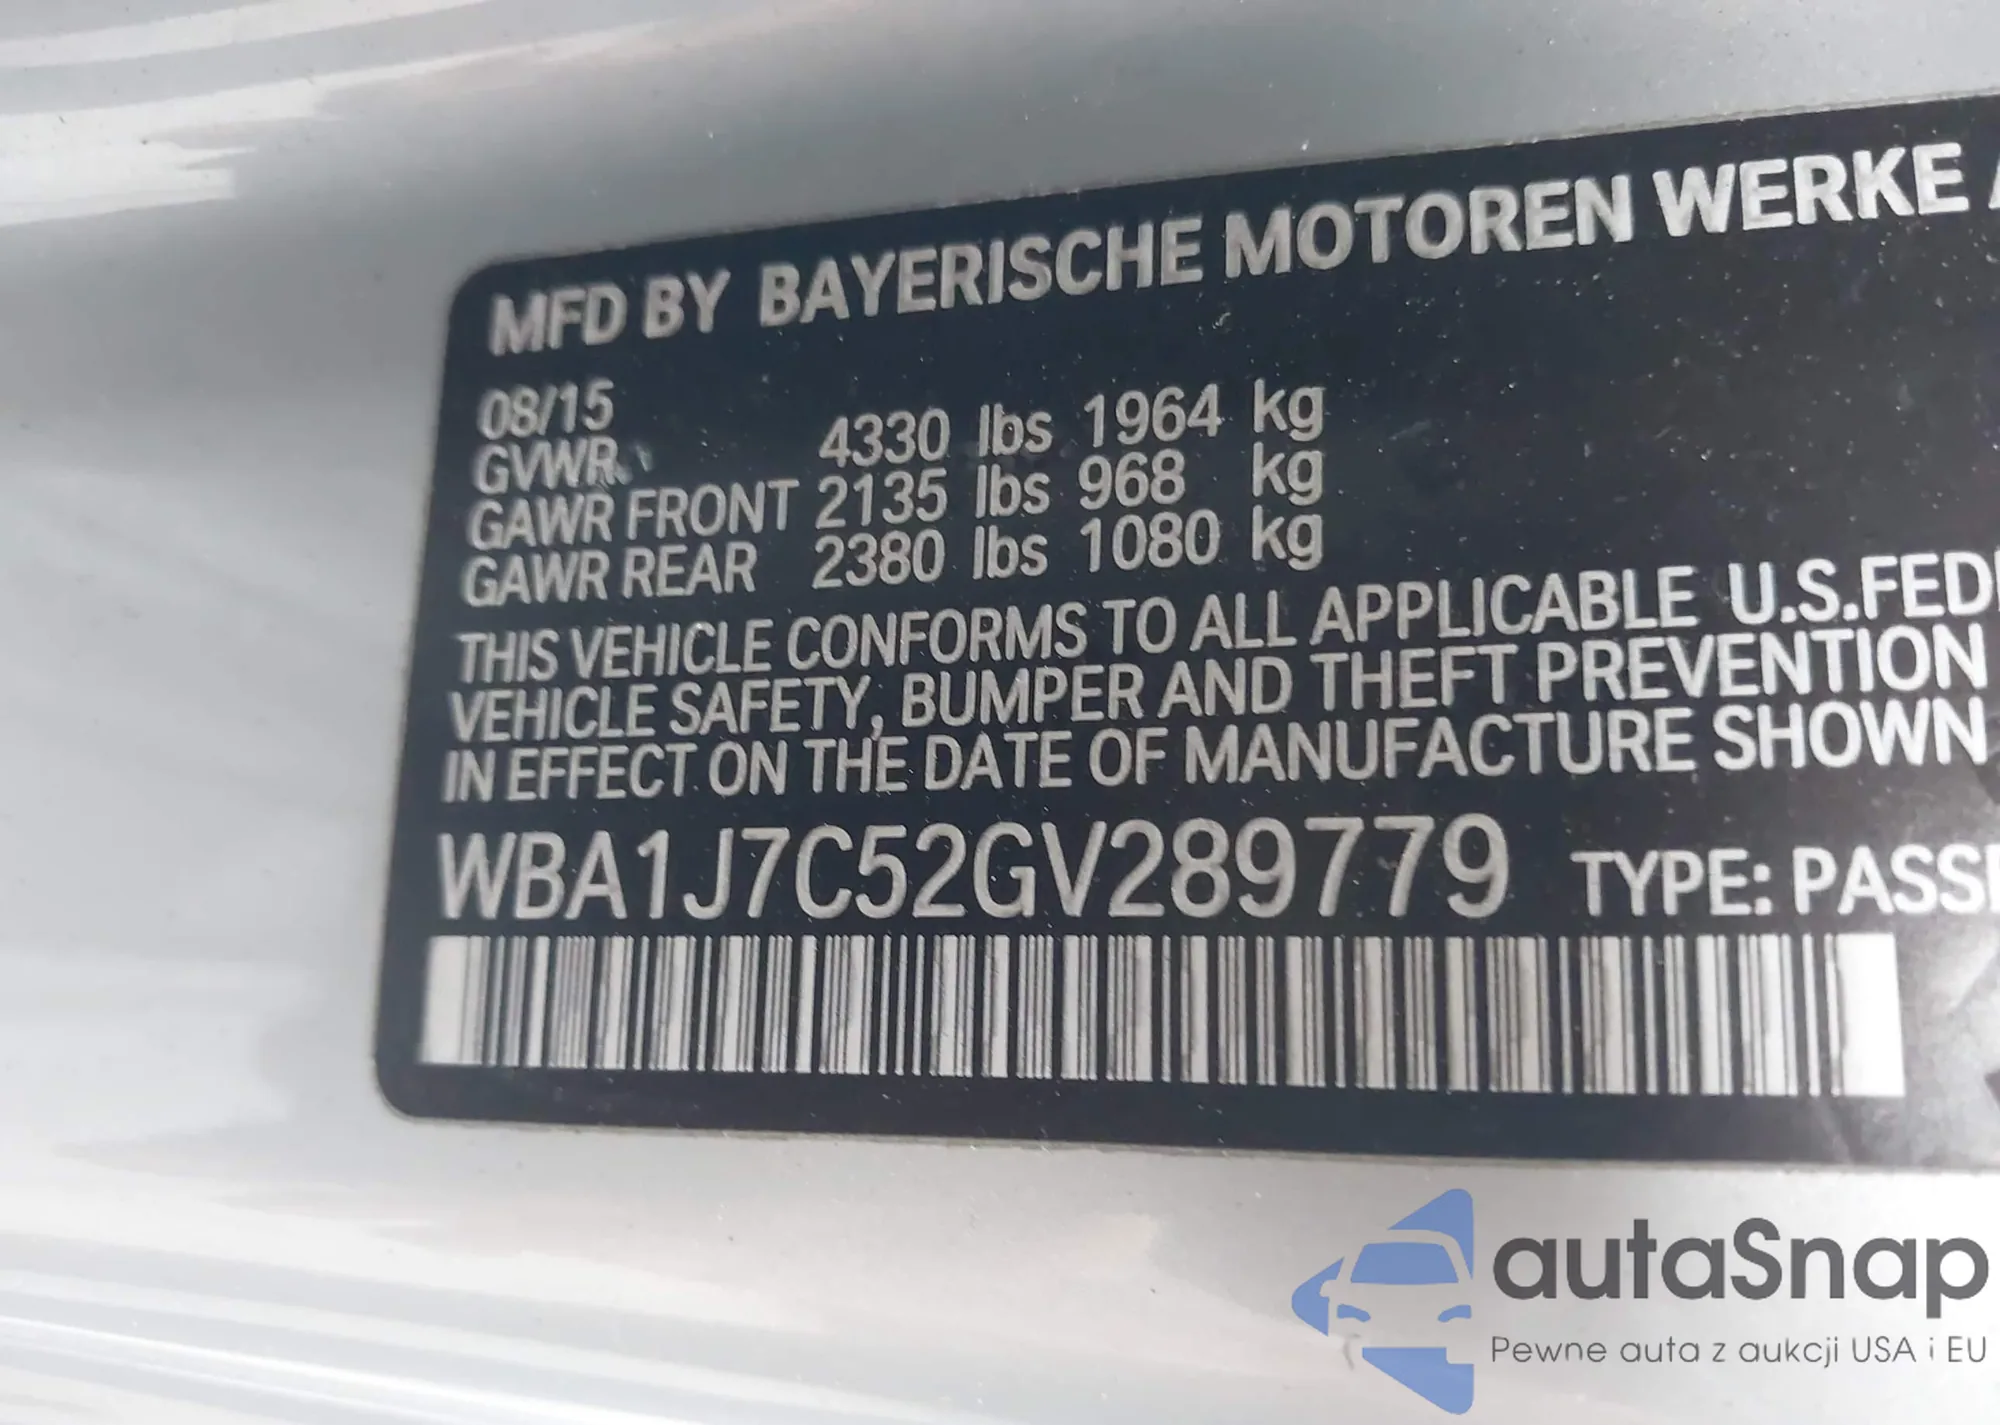 MFD BY BAYERISCHE MOTOREN WERKE
08/15
GVWR 4330 lbs 1964 kg
GAWR FRONT 2135 lbs 968 kg
GAWR REAR 2380 lbs 1080 kg
THIS VEHICLE CONFORMS TO ALL APPLICABLE U.S.FED
VEHICLE SAFETY, BUMPER AND THEFT PREVENTION
IN EFFECT ON THE DATE OF MANUFACTURE SHOWN
WBA1J7C52GV289779 TYPE: PASS
autaSnap
Pewne auta z aukcji USA i EU